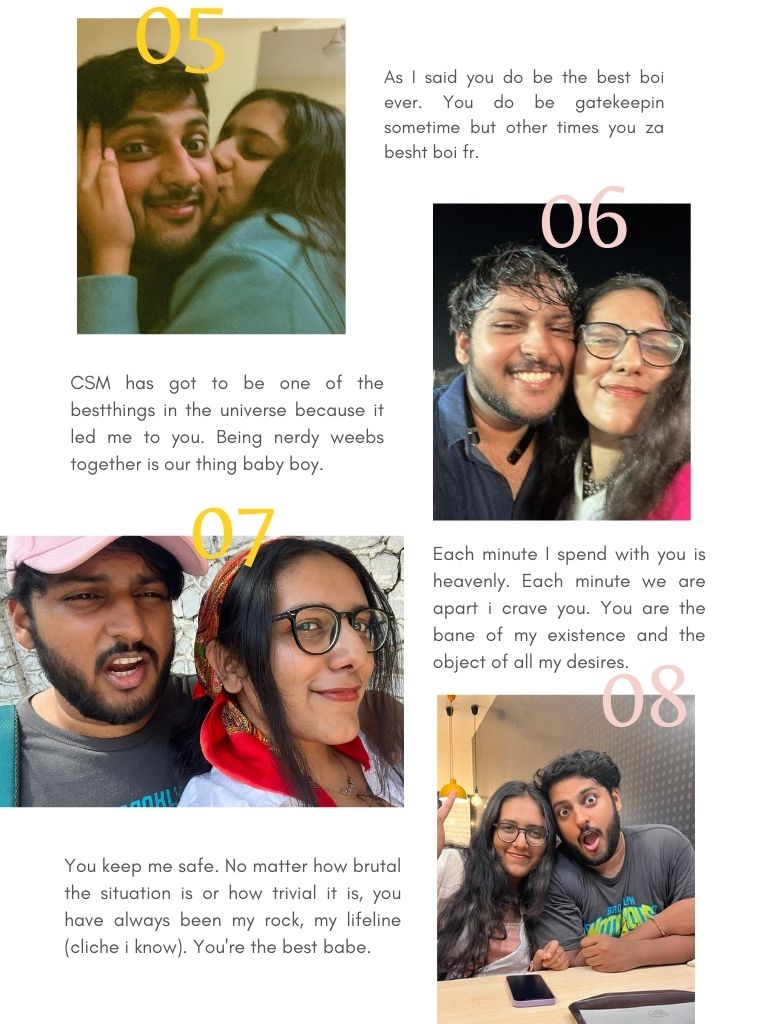 05
As I said you do be the best boi
ever. You do be gatekeepin
sometime but other times you za
besht boi fr.
06
CSM has got to be one of the
bestthings in the universe because it
led me to you. Being nerdy weebs
together is our thing baby boy.
07
Each minute I spend with you is
heavenly. Each minute we are
apart i crave you. You are the
bane of my existence and the
object of all my desires.
08
You keep me safe. No matter how brutal
the situation is or how trivial it is, you
have always been my rock, my lifeline
(cliche i know). You're the best babe.